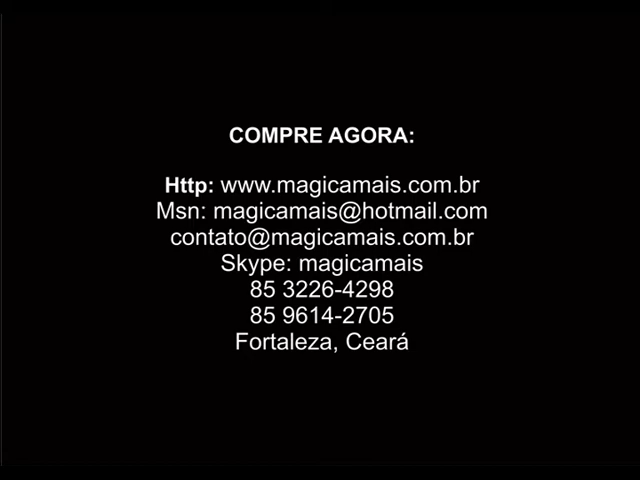 COMPRE AGORA:
Http: www.magicamais.com.br
Msn: magicamais@hotmail.com
contato@magicamais.com.br
Skype: magicamais
85 3226-4298
85 9614-2705
Fortaleza, Ceará